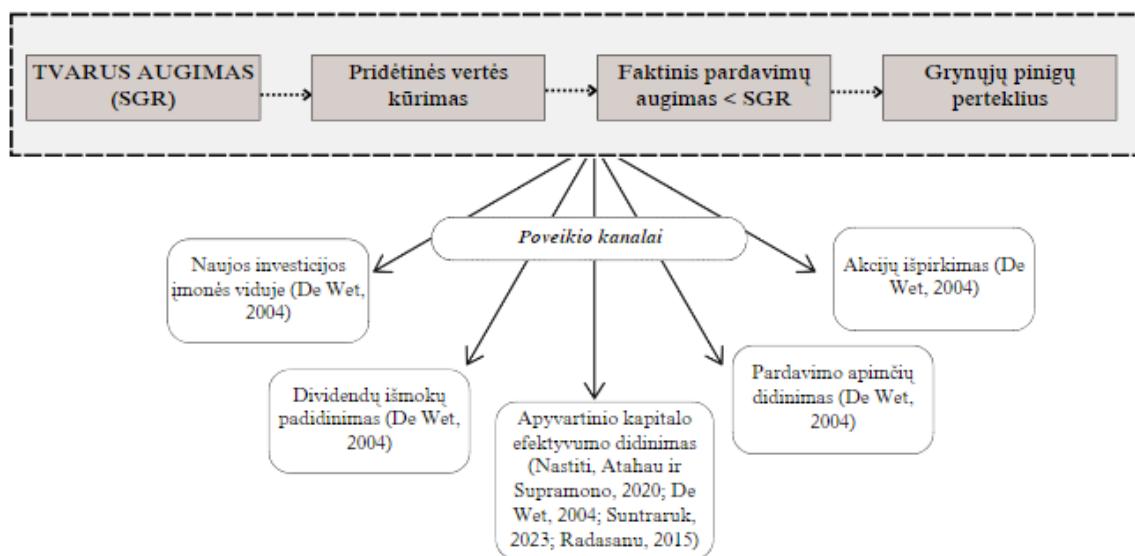 TVARUS AUGIMAS
(SGR)
Pridėtinės vertės
kūrimas
Faktinis pardavimų
augimas < SGR
Grynųjų pinigų
perteklius
Poveikio kanalai
Naujos investicijos
įmonės viduje (De Wet,
2004)
Akcijų išpirkimas (De
Wet, 2004)
Dividendų išmokų
padidinimas (De Wet,
2004)
Apyvartinio kapitalo
efektyvumo didinimas
(Nastiti, Atahau ir
Supramono, 2020; De
Wet, 2004; Suntraruk,
2023; Radasanu, 2015)
Pardavimo apimčių
didinimas (De Wet,
2004)